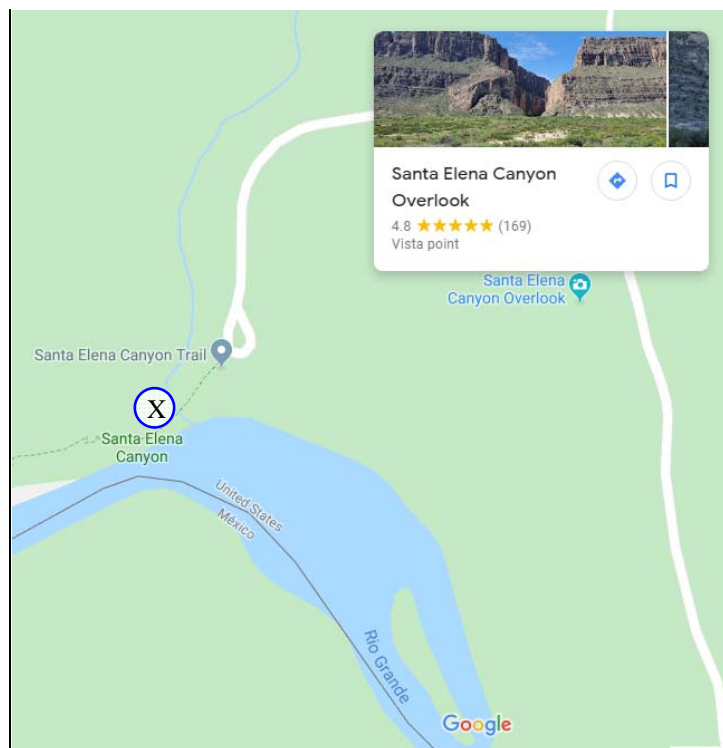 Santa Elena Canyon
Overlook
4.8 ★★★★★ (169)
Vista point
Santa Elena
Canyon Overlook
Santa Elena Canyon Trail
X
Santa Elena
Canyon
United States
México
Rio Grande
Google